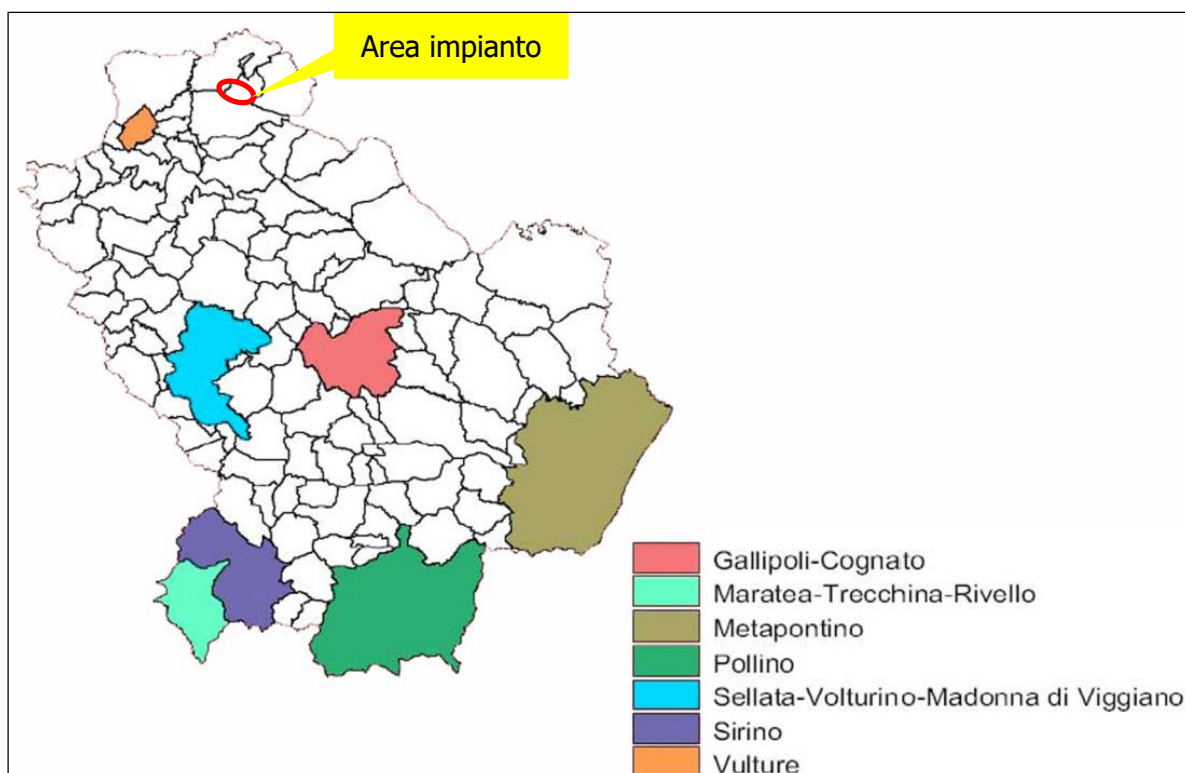 Area impianto
Gallipoli-Cognato
Maratea-Trecchina-Rivello
Metapontino
Pollino
Sellata-Volturino-Madonna di Viggiano
Sirino
Vulture